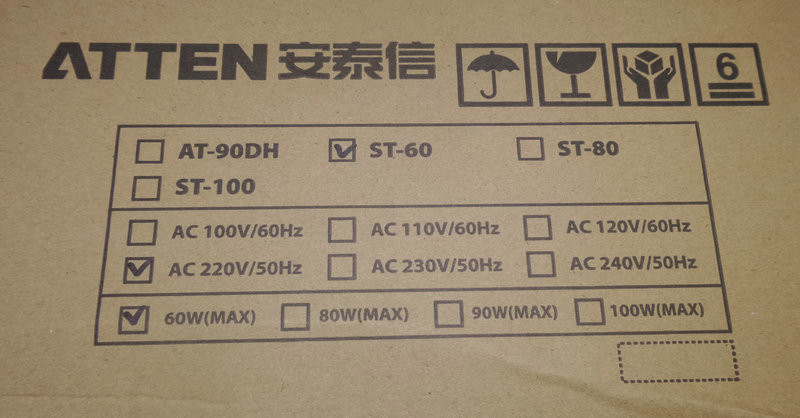 ATTEN 安泰信 6
AT-90DH ST-60 ST-80
ST-100
AC 100V/60Hz AC 110V/60Hz AC 120V/60Hz
AC 220V/50Hz AC 230V/50Hz AC 240V/50Hz
60W(MAX) 80W(MAX) 90W(MAX) 100W(MAX)